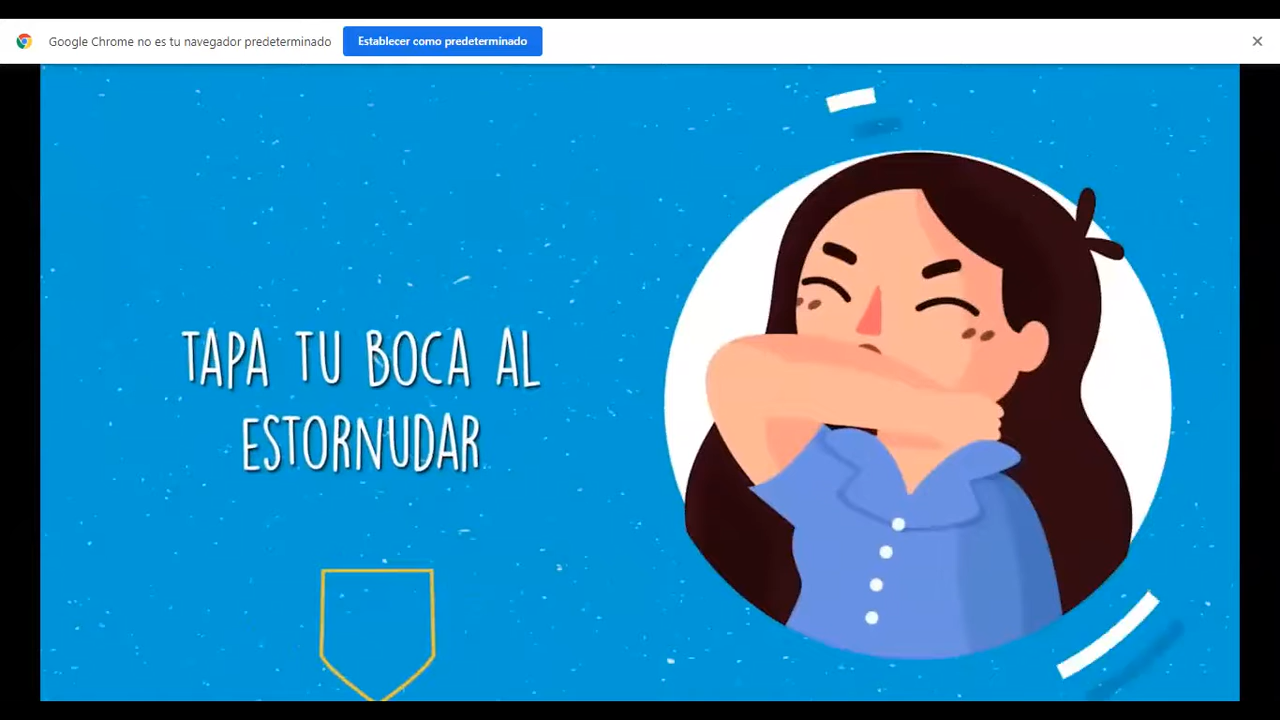 Google Chrome no es tu navegador predeterminado
Establecer como predeterminado
TAPA TU BOCA AL
ESTORNUDAR